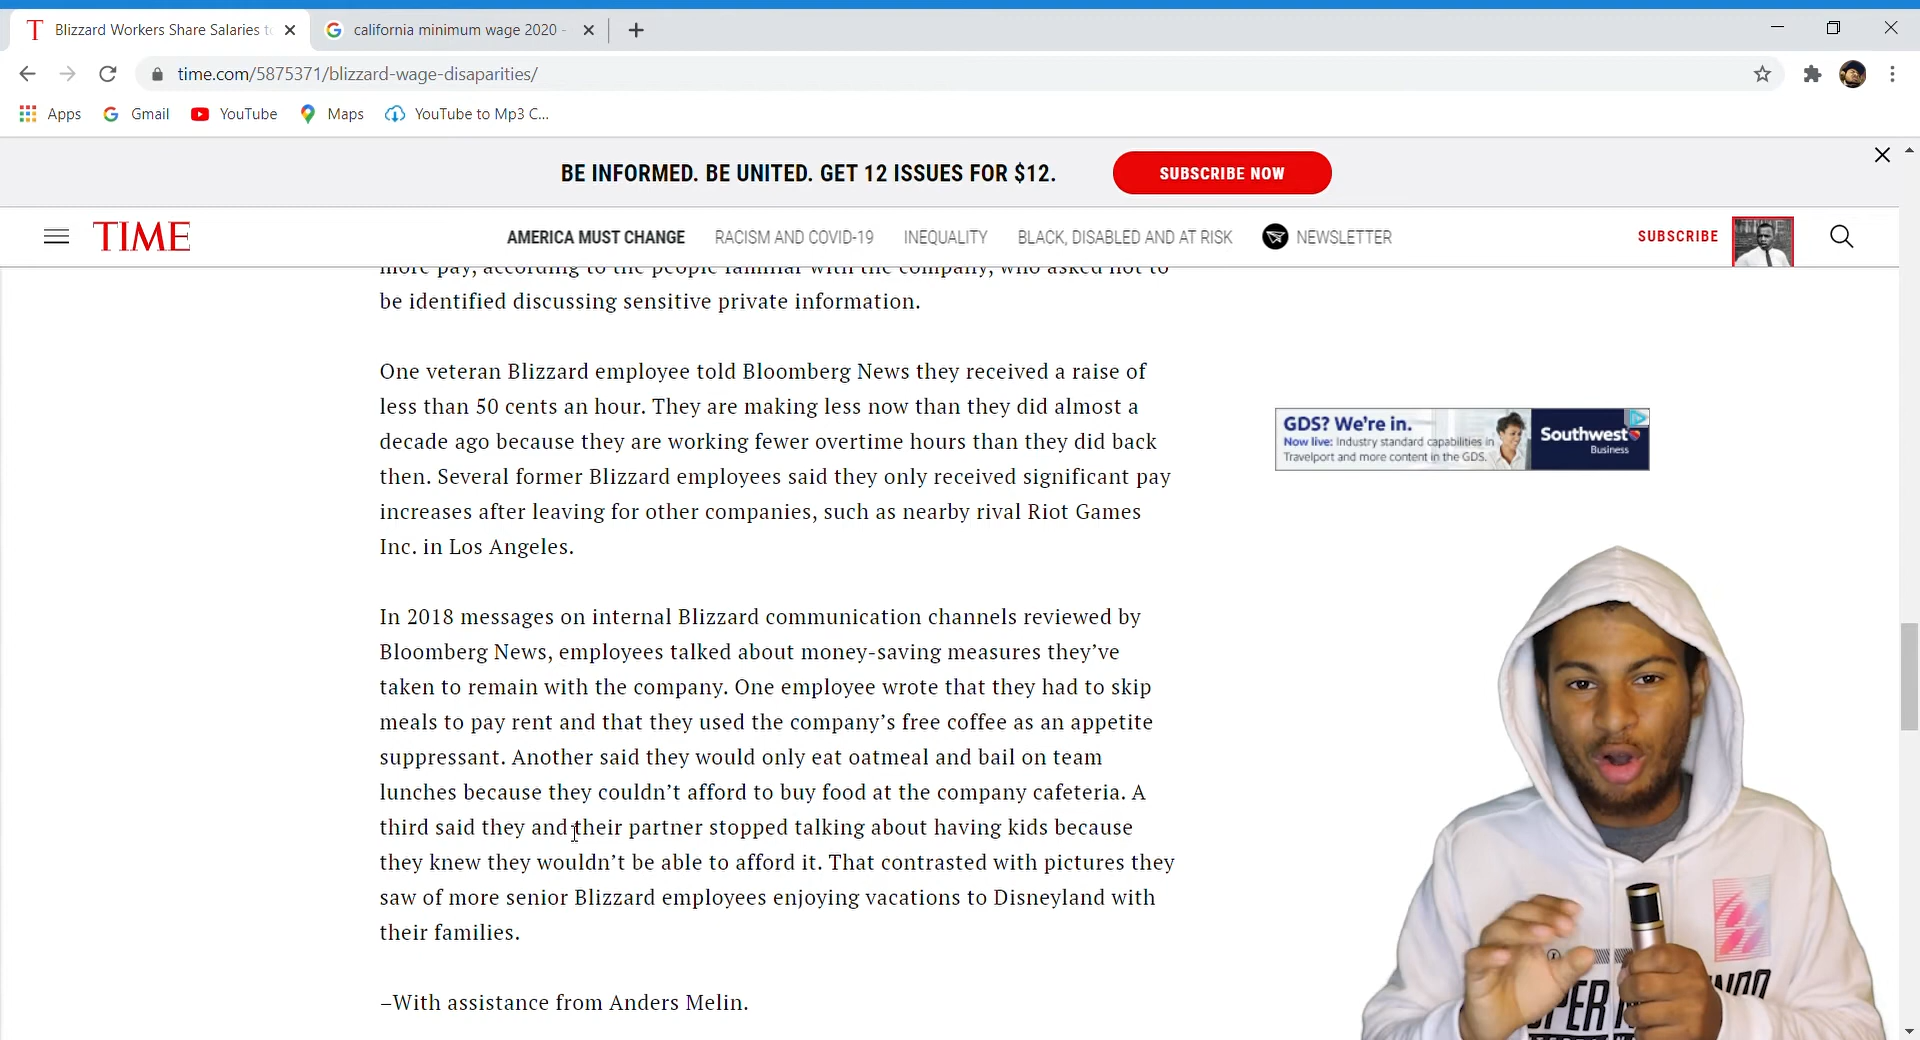 Blizzard Workers Share Salaries to
california minimum wage 2020 -
time.com/5875371/blizzard-wage-disaparities/
Apps
Gmail
YouTube
Maps
YouTube to Mp3 C...
BE INFORMED. BE UNITED. GET 12 ISSUES FOR $12.
SUBSCRIBE NOW
TIME
AMERICA MUST CHANGE
RACISM AND COVID-19
INEQUALITY
BLACK, DISABLED AND AT RISK
NEWSLETTER
SUBSCRIBE
more pay, according to the people familiar with the company, who asked not to
be identified discussing sensitive private information.
One veteran Blizzard employee told Bloomberg News they received a raise of
less than 50 cents an hour. They are making less now than they did almost a
decade ago because they are working fewer overtime hours than they did back
then. Several former Blizzard employees said they only received significant pay
increases after leaving for other companies, such as nearby rival Riot Games
Inc. in Los Angeles.
In 2018 messages on internal Blizzard communication channels reviewed by
Bloomberg News, employees talked about money-saving measures they've
taken to remain with the company. One employee wrote that they had to skip
meals to pay rent and that they used the company's free coffee as an appetite
suppressant. Another said they would only eat oatmeal and bail on team
lunches because they couldn't afford to buy food at the company cafeteria. A
third said they and their partner stopped talking about having kids because
they knew they wouldn't be able to afford it. That contrasted with pictures they
saw of more senior Blizzard employees enjoying vacations to Disneyland with
their families.
–With assistance from Anders Melin.
GDS? We're in.
Now live: Industry standard capabilities in
Travelport and more content in the GDS.
Southwest
Business